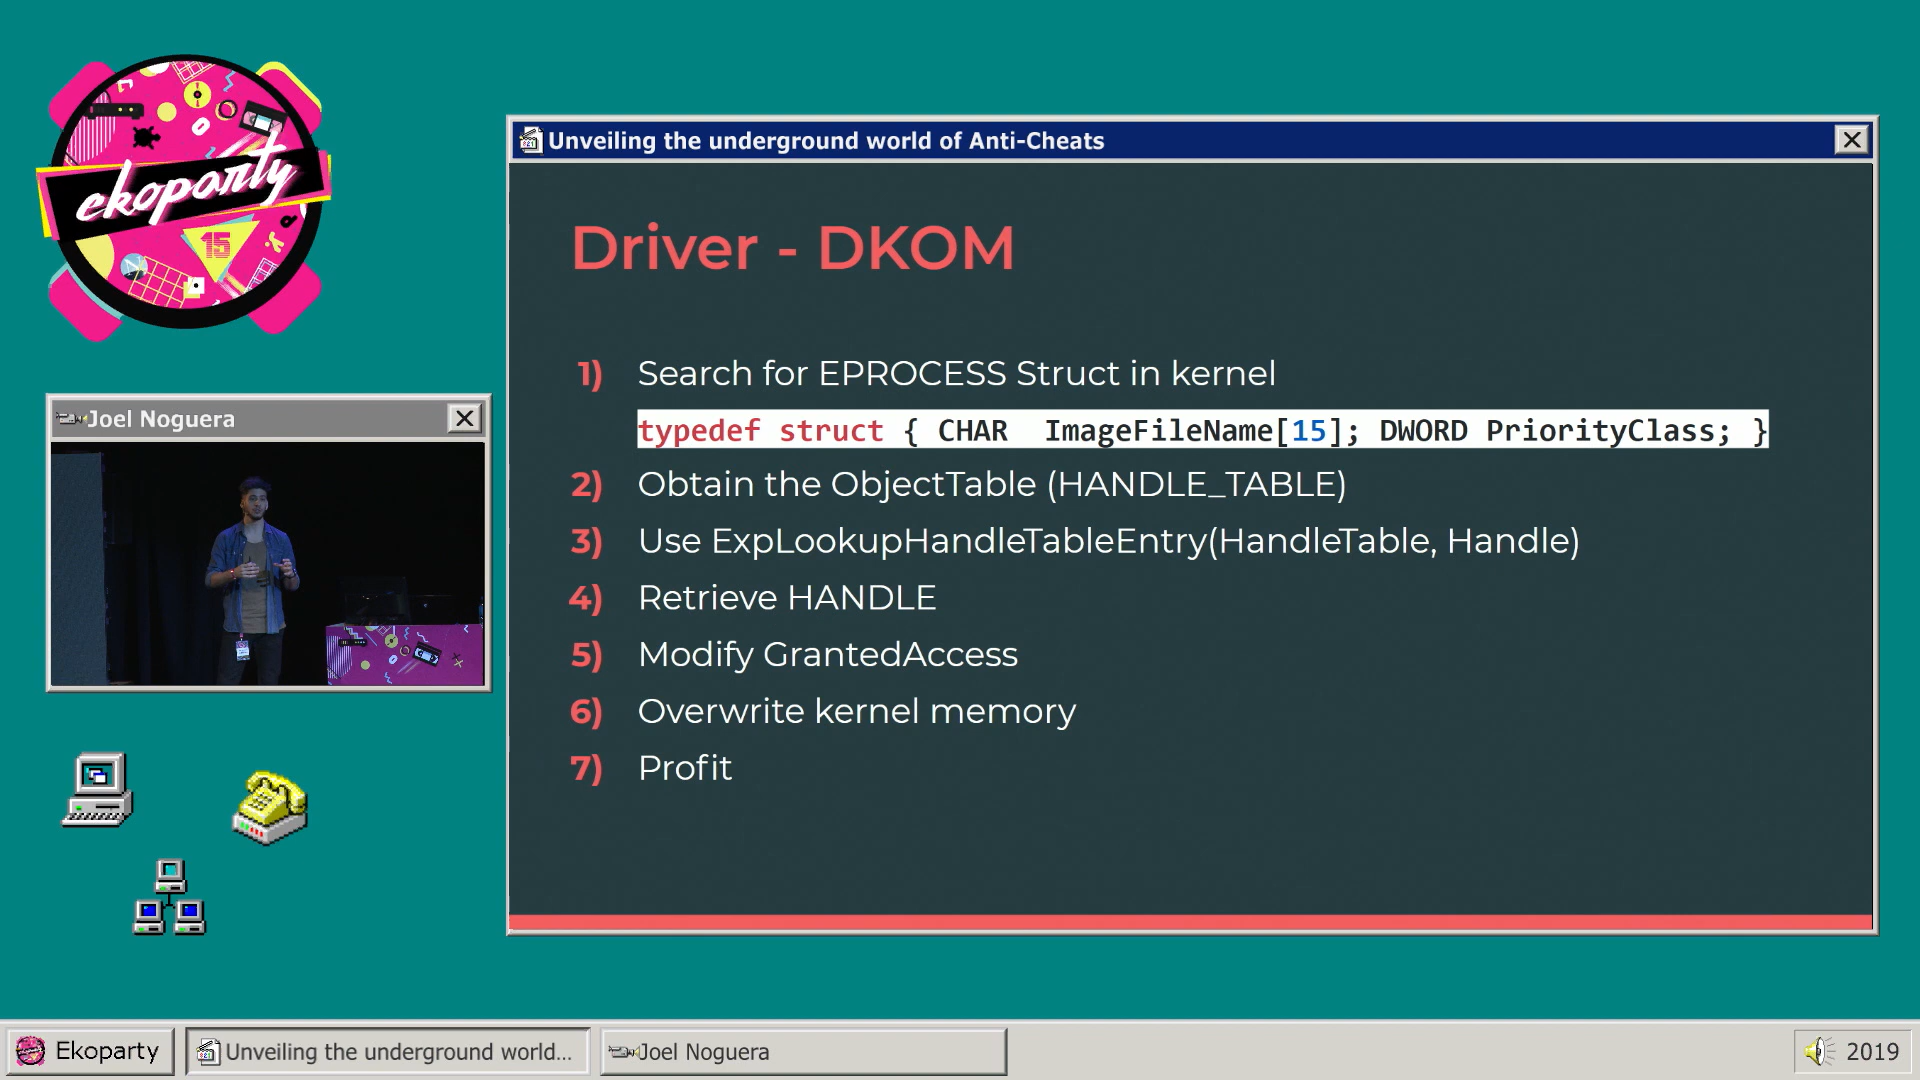 ekoparty
15
Unveiling the underground world of Anti-Cheats
Driver - DKOM
1) Search for EPROCESS Struct in kernel
typedef struct { CHAR ImageFileName[15]; DWORD PriorityClass; }
2) Obtain the ObjectTable (HANDLE_TABLE)
3) Use ExpLookupHandleTableEntry(HandleTable, Handle)
4) Retrieve HANDLE
5) Modify GrantedAccess
6) Overwrite kernel memory
7) Profit
Joel Noguera
Ekoparty
Unveiling the underground world...
Joel Noguera
2019